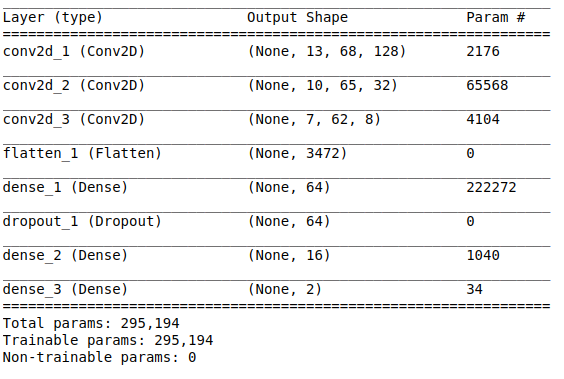 Layer (type) Output Shape Param #
conv2d_1 (Conv2D) (None, 13, 68, 128) 2176
conv2d_2 (Conv2D) (None, 10, 65, 32) 65568
conv2d_3 (Conv2D) (None, 7, 62, 8) 4104
flatten_1 (Flatten) (None, 3472) 0
dense_1 (Dense) (None, 64) 222272
dropout_1 (Dropout) (None, 64) 0
dense_2 (Dense) (None, 16) 1040
dense_3 (Dense) (None, 2) 34
Total params: 295,194
Trainable params: 295,194
Non-trainable params: 0